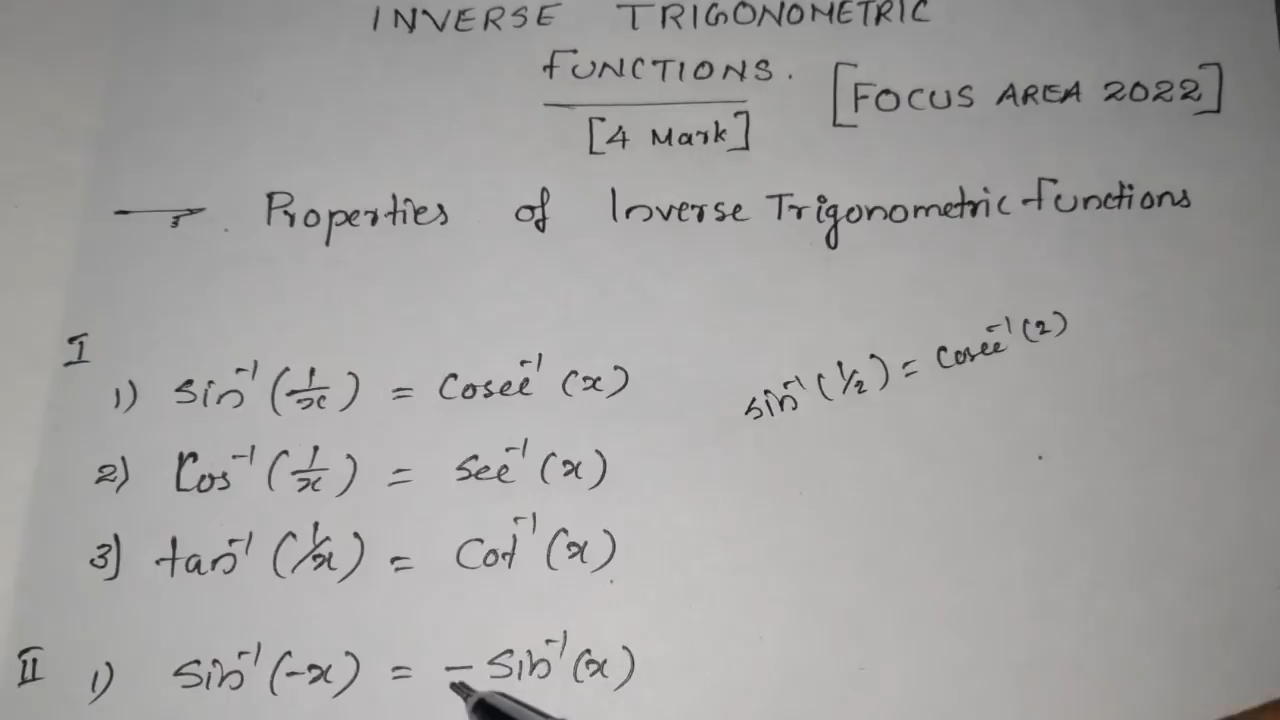 INVERSE TRIGONOMETRIC
FUNCTIONS.
[4 Mark]
[FOCUS AREA 2022]
→ Properties of Inverse Trigonometric functions
I
1) sin⁻¹(1/x) = Cosec⁻¹(x)
sin⁻¹(1/2) = Cosec⁻¹(2)
2) Cos⁻¹(1/x) = Sec⁻¹(x)
3] tan⁻¹(1/x) = Cot⁻¹(x)
II 1) Sin⁻¹(-x) = -Sin⁻¹(x)